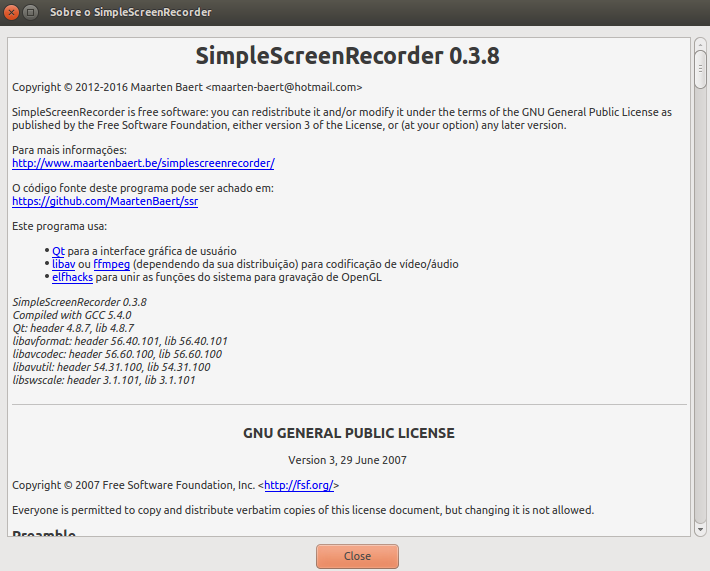 Sobre o SimpleScreenRecorder
SimpleScreenRecorder 0.3.8
Copyright © 2012-2016 Maarten Baert <maarten-baert@hotmail.com>
SimpleScreenRecorder is free software: you can redistribute it and/or modify it under the terms of the GNU General Public License as
published by the Free Software Foundation, either version 3 of the License, or (at your option) any later version.
Para mais informações:
http://www.maartenbaert.be/simplescreenrecorder/
O código fonte deste programa pode ser achado em:
https://github.com/MaartenBaert/ssr
Este programa usa:
• Qt para a interface gráfica de usuário
• libav ou ffmpeg (dependendo da sua distribuição) para codificação de vídeo/áudio
• elfhacks para unir as funções do sistema para gravação de OpenGL
SimpleScreenRecorder 0.3.8
Compiled with GCC 5.4.0
Qt: header 4.8.7, lib 4.8.7
libavformat: header 56.40.101, lib 56.40.101
libavcodec: header 56.60.100, lib 56.60.100
libavutil: header 54.31.100, lib 54.31.100
libswscale: header 3.1.101, lib 3.1.101
GNU GENERAL PUBLIC LICENSE
Version 3, 29 June 2007
Copyright © 2007 Free Software Foundation, Inc. <http://fsf.org/>
Everyone is permitted to copy and distribute verbatim copies of this license document, but changing it is not allowed.
Preamble
Close